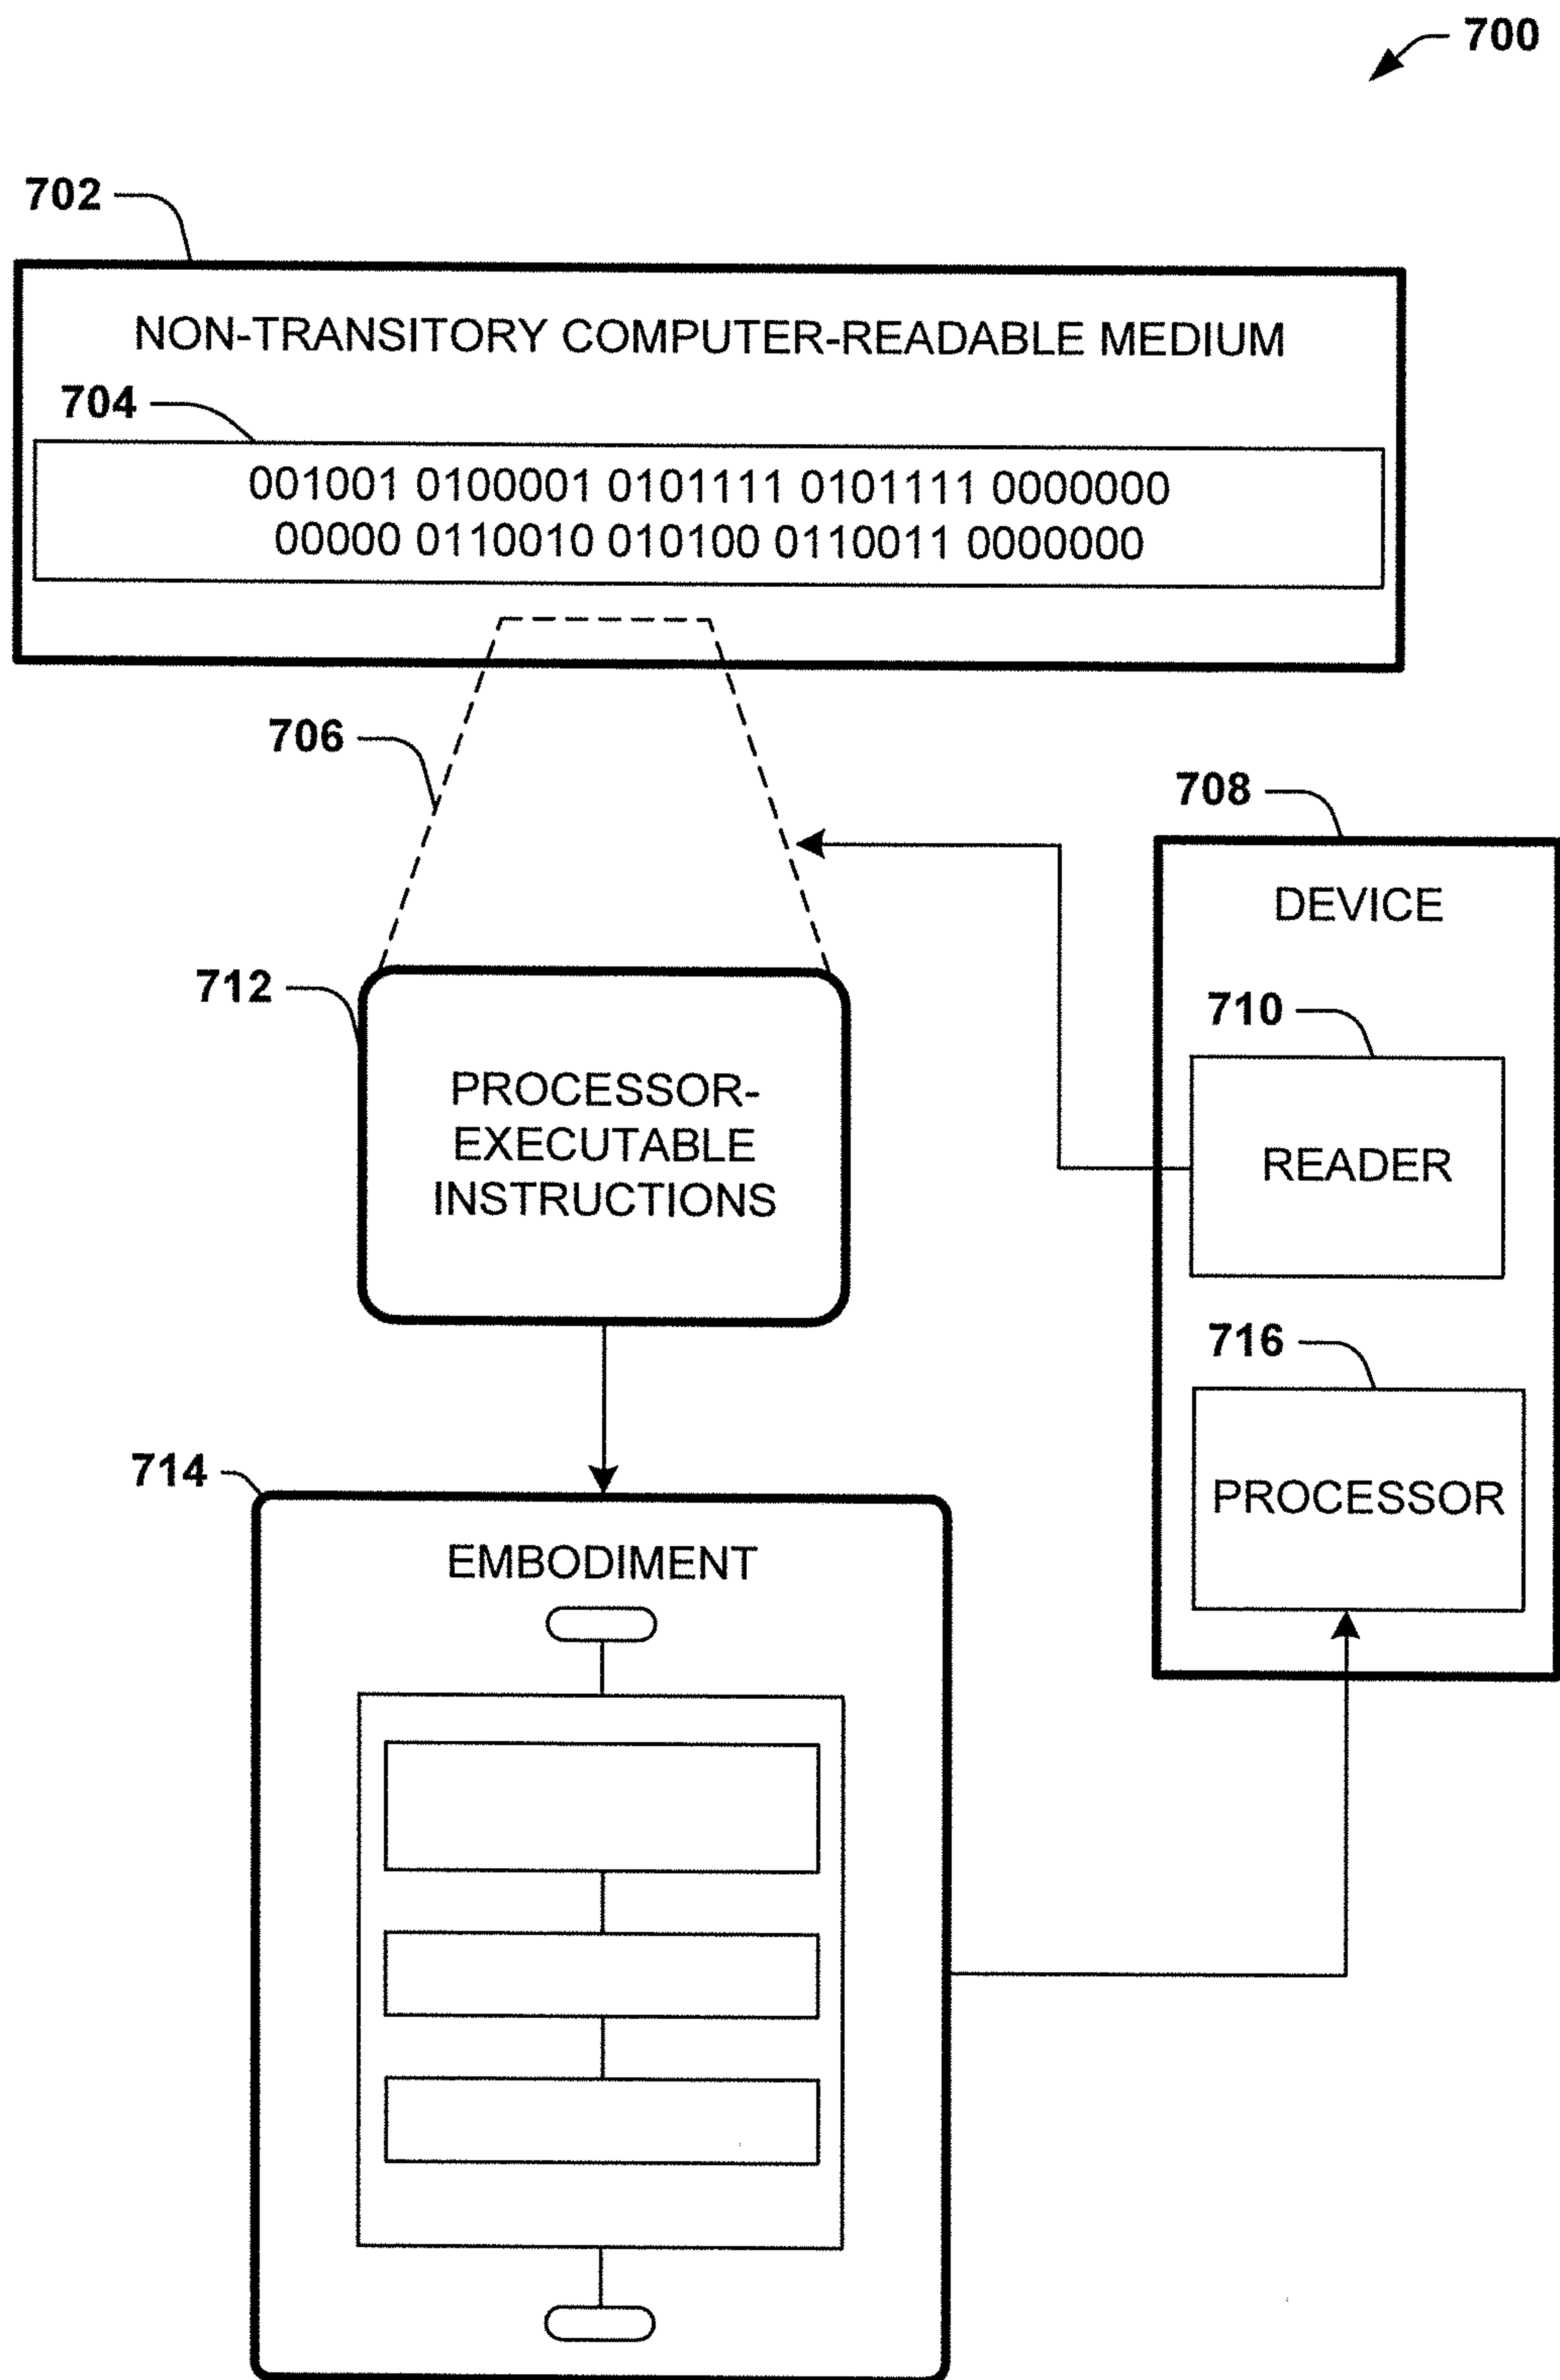 700
702
NON-TRANSITORY COMPUTER-READABLE MEDIUM
704
001001 0100001 0101111 0101111 0000000
00000 0110010 010100 0110011 0000000
706
708
DEVICE
712
710
PROCESSOR-
EXECUTABLE
INSTRUCTIONS
READER
716
714
PROCESSOR
EMBODIMENT